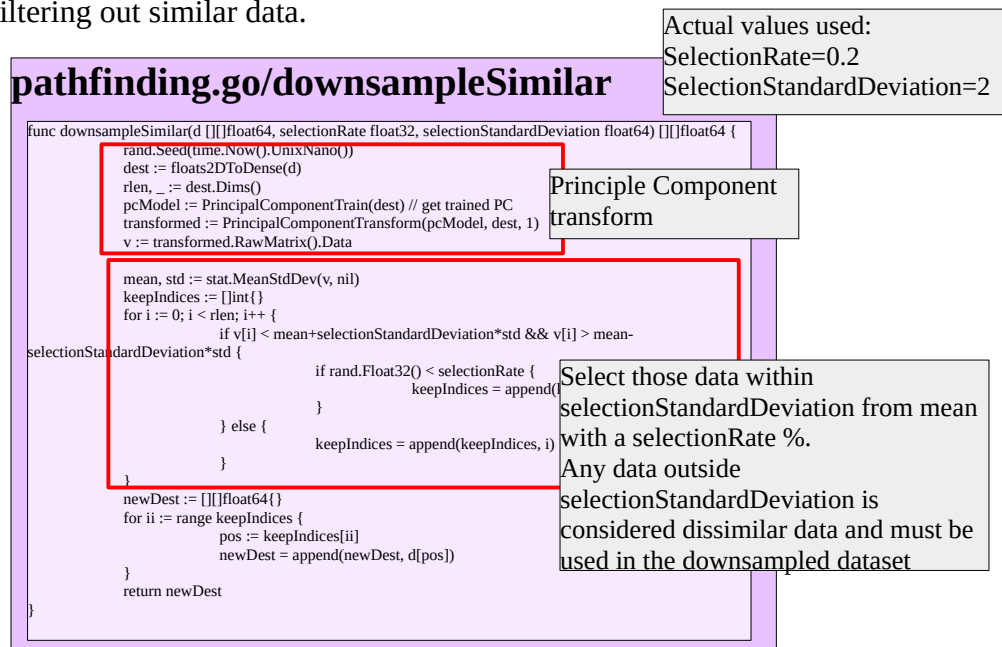 iltering out similar data.
Actual values used:
SelectionRate=0.2
SelectionStandardDeviation=2
pathfinding.go/downsampleSimilar
func downsampleSimilar(d [][]float64, selectionRate float32, selectionStandardDeviation float64) [][]float64 {
rand.Seed(time.Now().UnixNano())
dest := floats2DToDense(d)
rlen, _ := dest.Dims()
pcModel := PrincipalComponentTrain(dest) // get trained PC
transformed := PrincipalComponentTransform(pcModel, dest, 1)
v := transformed.RawMatrix().Data
Principle Component
transform
mean, std := stat.MeanStdDev(v, nil)
keepIndices := []int{}
for i := 0; i < rlen; i++ {
if v[i] < mean+selectionStandardDeviation*std && v[i] > mean-
selectionStandardDeviation*std {
if rand.Float32() < selectionRate {
keepIndices = append(
}
} else {
keepIndices = append(keepIndices, i)
}
}
Select those data within
selectionStandardDeviation from mean
with a selectionRate %.
Any data outside
selectionStandardDeviation is
considered dissimilar data and must be
used in the downsampled dataset
newDest := [][]float64{}
for ii := range keepIndices {
pos := keepIndices[ii]
newDest = append(newDest, d[pos])
}
return newDest
}